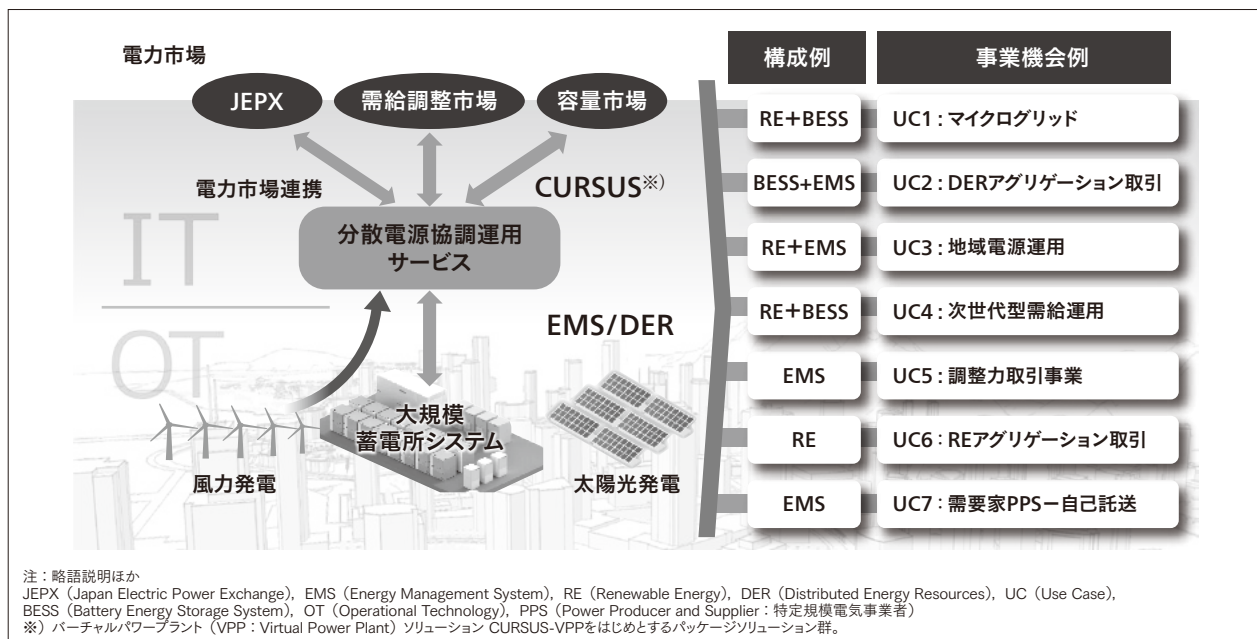 電力市場
JEPX
需給調整市場
容量市場
電力市場連携
CURSUS※)
分散電源協調運用
サービス
IT
OT
EMS/DER
大規模
蓄電所システム
風力発電
太陽光発電
構成例 事業機会例
RE+BESS UC1：マイクログリッド
BESS+EMS UC2：DERアグリゲーション取引
RE+EMS UC3：地域電源運用
RE+BESS UC4：次世代型需給運用
EMS UC5：調整力取引事業
RE UC6：REアグリゲーション取引
EMS UC7：需要家PPS－自己託送
注：略語説明ほか
JEPX（Japan Electric Power Exchange），EMS（Energy Management System），RE（Renewable Energy），DER（Distributed Energy Resources），UC（Use Case），
BESS（Battery Energy Storage System），OT（Operational Technology），PPS（Power Producer and Supplier：特定規模電気事業者）
※）バーチャルパワープラント（VPP：Virtual Power Plant）ソリューション CURSUS-VPPをはじめとするパッケージソリューション群。